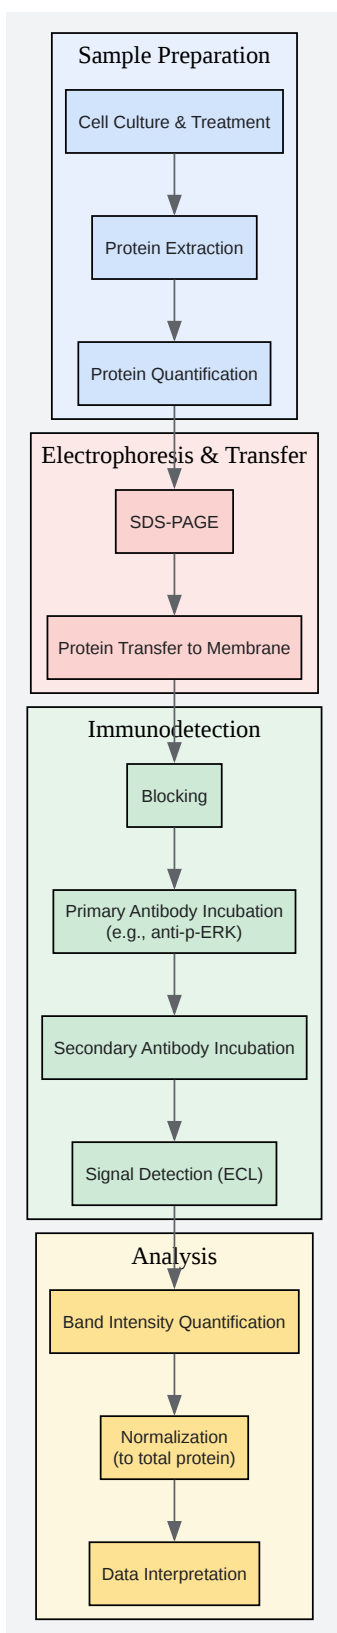 Sample Preparation
Cell Culture & Treatment
Protein Extraction
Protein Quantification
Electrophoresis & Transfer
SDS-PAGE
Protein Transfer to Membrane
Immunodetection
Blocking
Primary Antibody Incubation
(e.g., anti-p-ERK)
Secondary Antibody Incubation
Signal Detection (ECL)
Analysis
Band Intensity Quantification
Normalization
(to total protein)
Data Interpretation